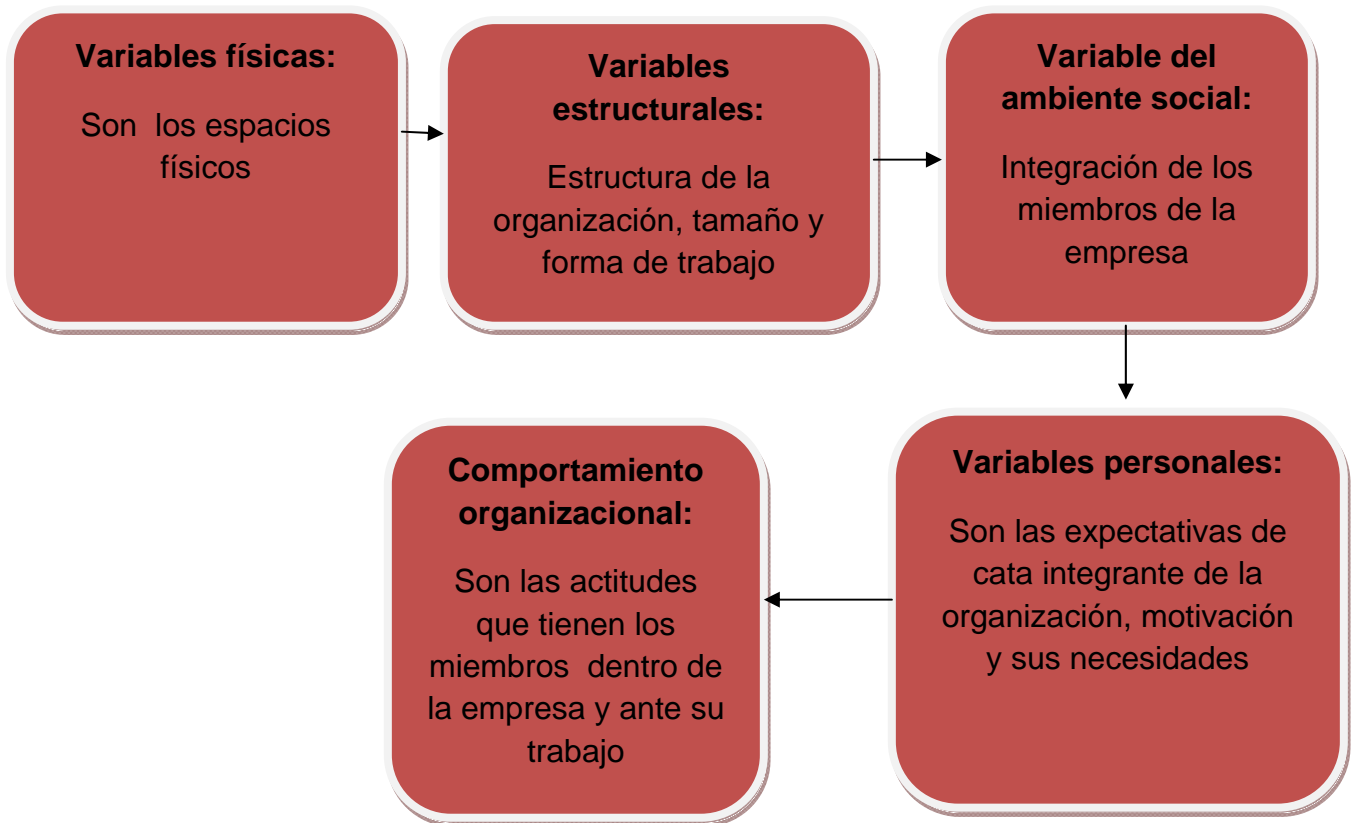 Variables físicas:
Son los espacios
físicos
Variables
estructurales:
Estructura de la
organización, tamaño y
forma de trabajo
Variable del
ambiente social:
Integración de los
miembros de la
empresa
Variables personales:
Son las expectativas de
cata integrante de la
organización, motivación
y sus necesidades
Comportamiento
organizacional:
Son las actitudes
que tienen los
miembros dentro de
la empresa y ante su
trabajo